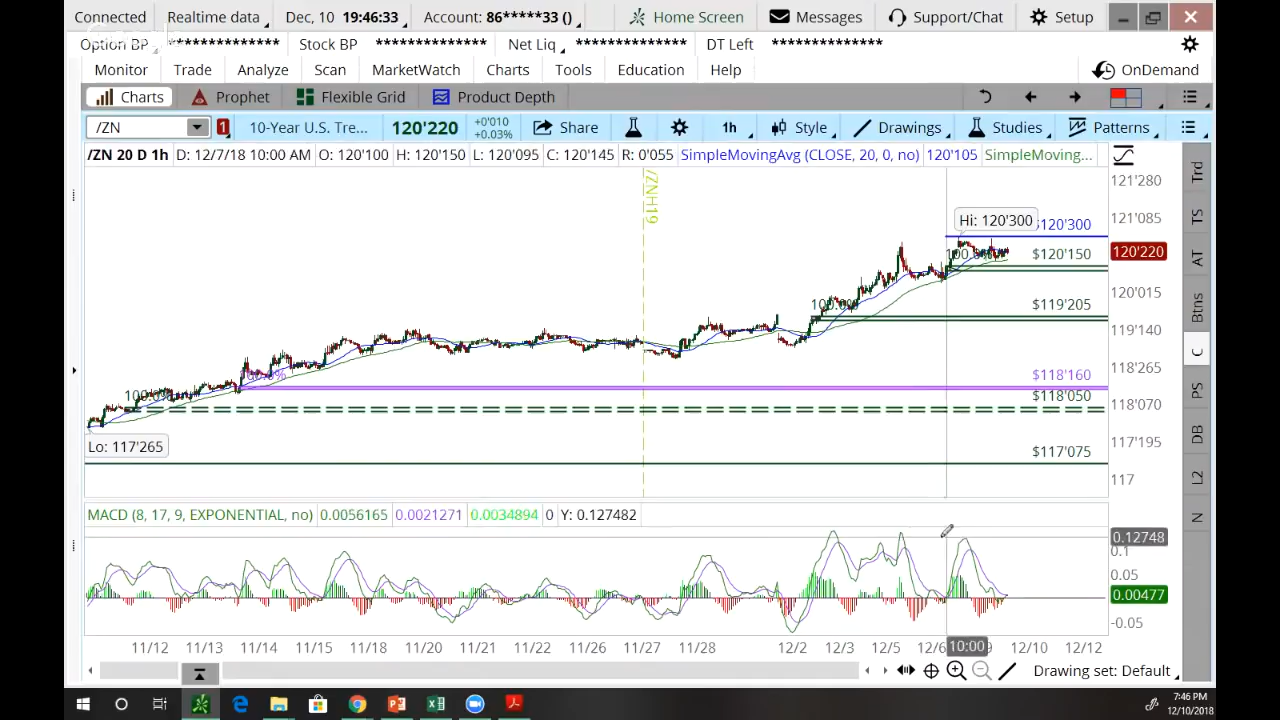 Connected Realtime data Dec, 10 19:46:33 Account: 86*****33 () Home Screen Messages Support/Chat Setup
Option BP ************** Stock BP ************** Net Liq ************** DT Left **************
Monitor Trade Analyze Scan MarketWatch Charts Tools Education Help OnDemand
Charts Prophet Flexible Grid Product Depth
/ZN 1 10-Year U.S. Tre... 120'220 +0'010 +0.03% Share 1h Style Drawings Studies Patterns
/ZN 20 D 1h D: 12/7/18 10:00 AM O: 120'100 H: 120'150 L: 120'095 C: 120'145 R: 0'055 SimpleMovingAvg (CLOSE, 20, 0, no) 120'105 SimpleMoving...
/ZNH19
121'280
121'085
Hi: 120'300 $120'300
100.0% $120'150 120'220
120'015
100.0% $119'205
119'140
118'265
100.0% $118'160
100.0% $118'050
118'070
Lo: 117'265 117'195
$117'075
117
MACD (8, 17, 9, EXPONENTIAL, no) 0.0056165 0.0021271 0.0034894 0 Y: 0.127482
0.12748
0.1
0.05
0.00477
-0.05
11/12 11/13 11/15 11/18 11/20 11/21 11/22 11/26 11/27 11/28 12/2 12/3 12/5 12/6 10:00 12/10 12/12
Drawing set: Default
7:46 PM
12/10/2018
Trd
TS
AT
Btns
C
PS
DB
L2
N